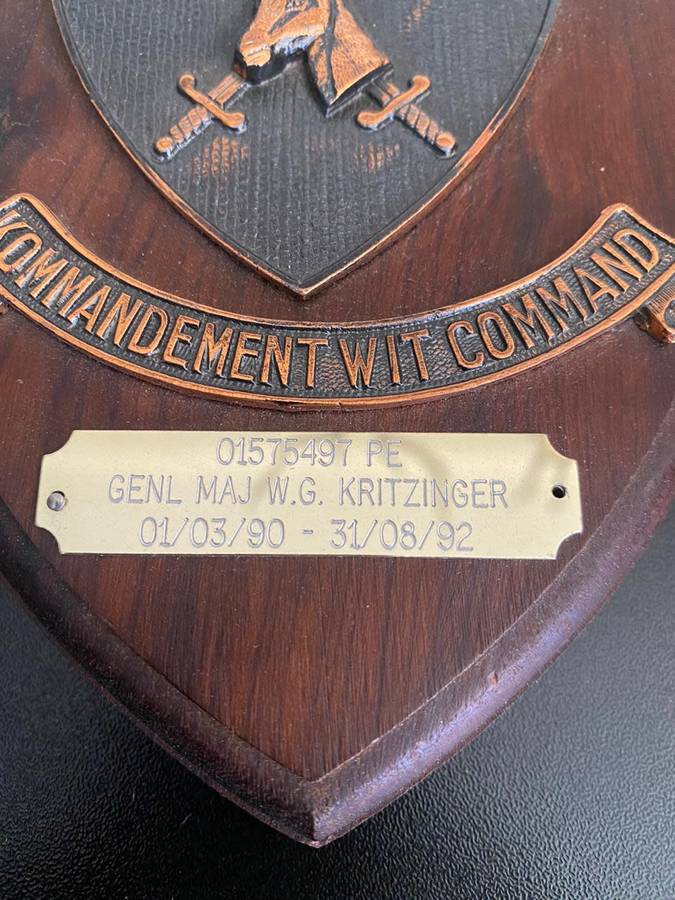 KOMMANDEMENT WIT COMMAND
01575497 PE
GENL MAJ W.G. KRITZINGER
01/03/90 - 31/08/92